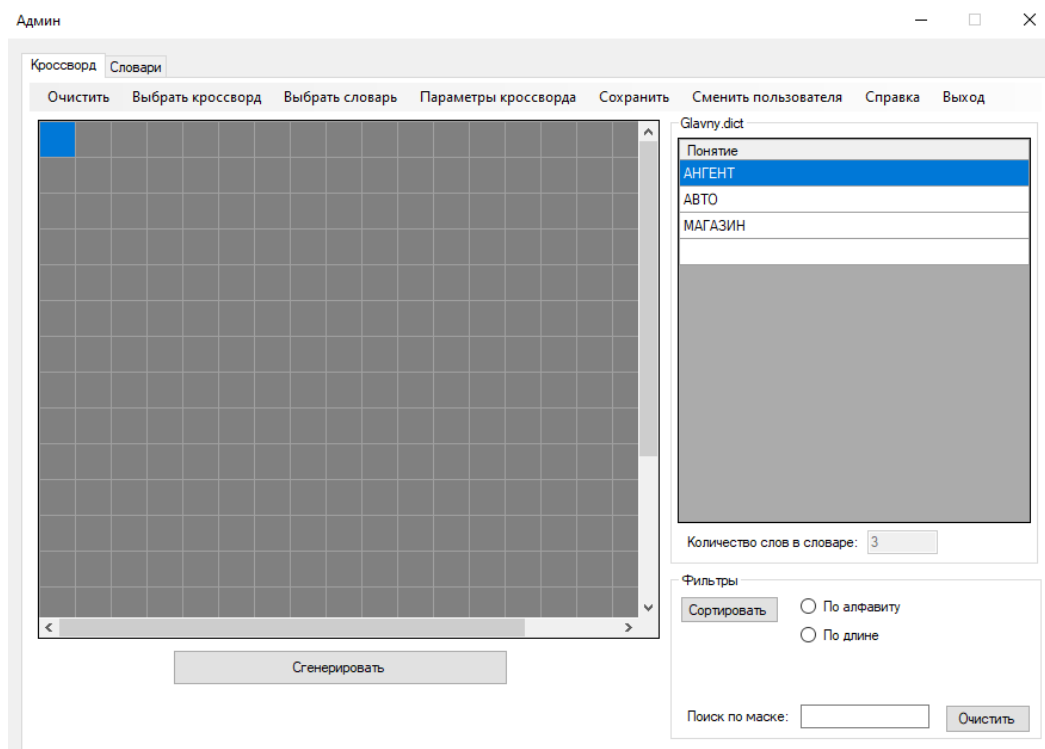 Админ
Кроссворд Словари
Очистить Выбрать кроссворд Выбрать словарь Параметры кроссворда Сохранить Сменить пользователя Справка Выход
Glavny.dict
Понятие
АНГЕНТ
АВТО
МАГАЗИН
Количество слов в словаре: 3
Фильтры
Сортировать По алфавиту
По длине
Сгенерировать
Поиск по маске: Очистить